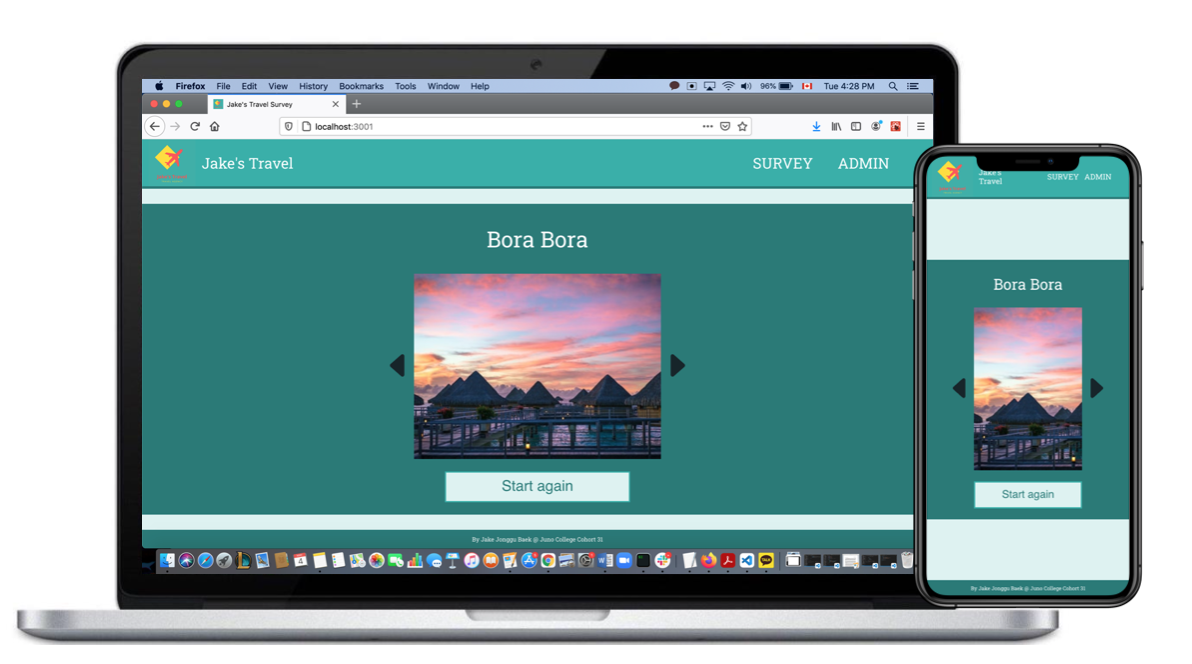 Firefox File Edit View History Bookmarks Tools Window Help 96% Tue 4:28 PM
Jake's Travel Survey
localhost:3001
Jake's Travel SURVEY ADMIN
Bora Bora
Start again
By Jake Jonggu Baek @ Juno College Cohort 31
Jake's
Travel
SURVEY ADMIN
Bora Bora
Start again
By Jake Jonggu Baek @ Juno College Cohort 31